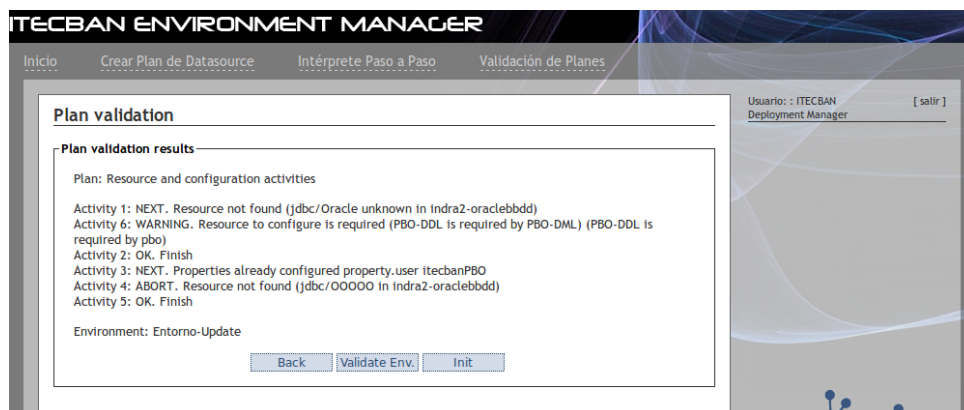 ITECBAN ENVIRONMENT MANAGER
Inicio Crear Plan de Datasource Intérprete Paso a Paso Validación de Planes
Usuario: : ITECBAN [ salir ]
Deployment Manager
Plan validation
Plan validation results
Plan: Resource and configuration activities
Activity 1: NEXT. Resource not found (jdbc/Oracle unknown in indra2-oraclebbdd)
Activity 6: WARNING. Resource to configure is required (PBO-DDL is required by PBO-DML) (PBO-DDL is
required by pbo)
Activity 2: OK. Finish
Activity 3: NEXT. Properties already configured property.user itecbanPBO
Activity 4: ABORT. Resource not found (jdbc/OOOOO in indra2-oraclebbdd)
Activity 5: OK. Finish
Environment: Entorno-Update
Back Validate Env. Init